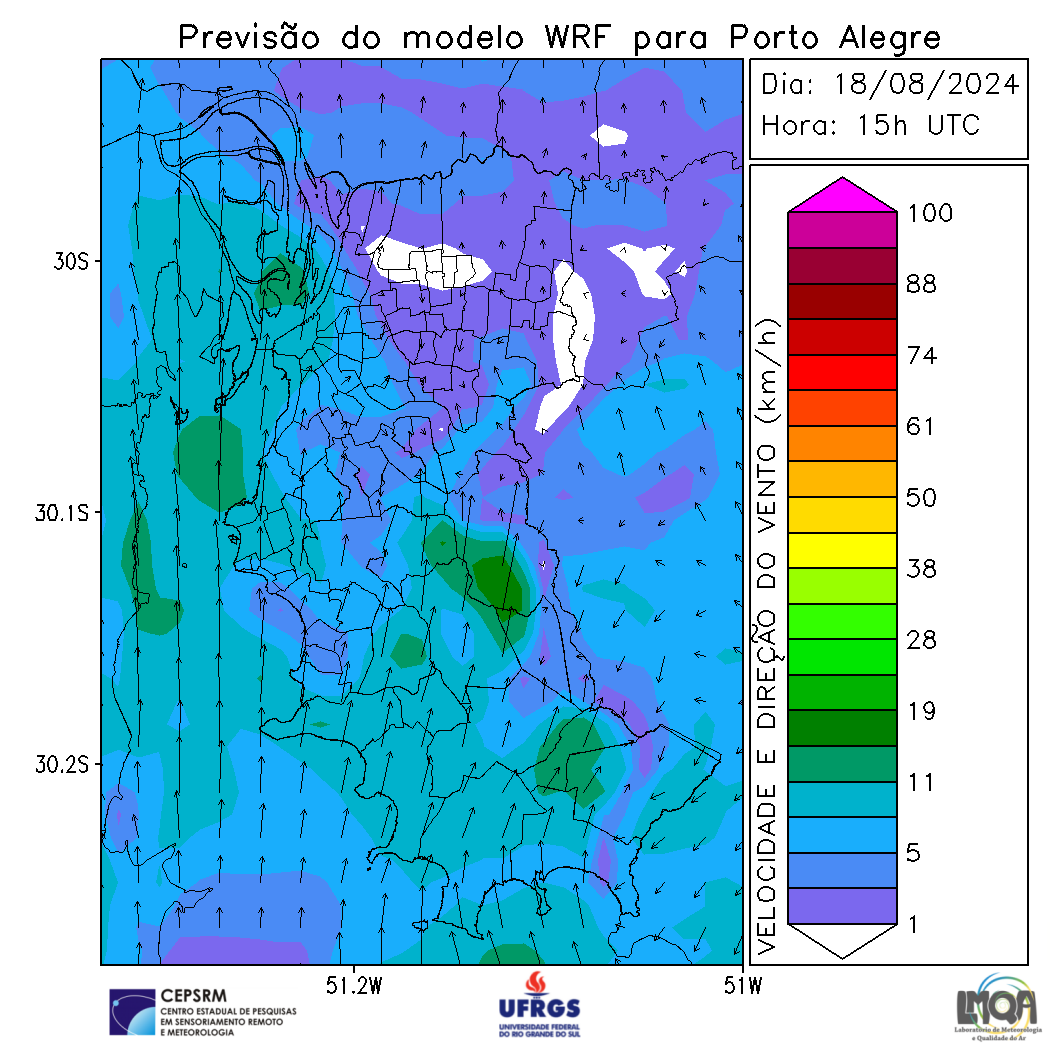 Previsão do modelo WRF para Porto Alegre
Dia: 18/08/2024
Hora: 15h UTC
30S
30.1S
30.2S
51.2W
51W
VELOCIDADE E DIREÇÃO DO VENTO (km/h)
100
88
74
61
50
38
28
19
11
5
1
CEPSRM
CENTRO ESTADUAL DE PESQUISAS
EM SENSORIAMENTO REMOTO
E METEOROLOGIA
UFRGS
UNIVERSIDADE FEDERAL
DO RIO GRANDE DO SUL
LMQA
Laboratório de Meteorologia
e Qualidade do Ar